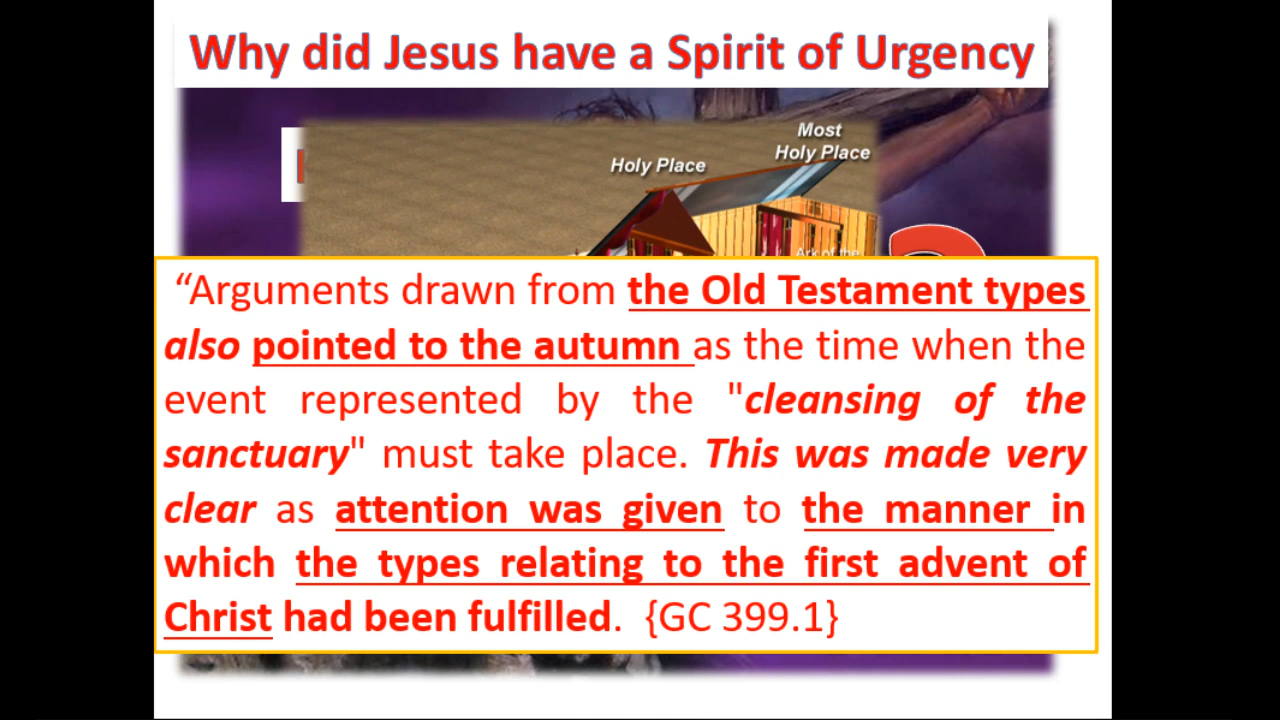 Why did Jesus have a Spirit of Urgency
Most
Holy Place
Holy Place
Ark of the
“Arguments drawn from the Old Testament types
also pointed to the autumn as the time when the
event represented by the "cleansing of the
sanctuary" must take place. This was made very
clear as attention was given to the manner in
which the types relating to the first advent of
Christ had been fulfilled. {GC 399.1}